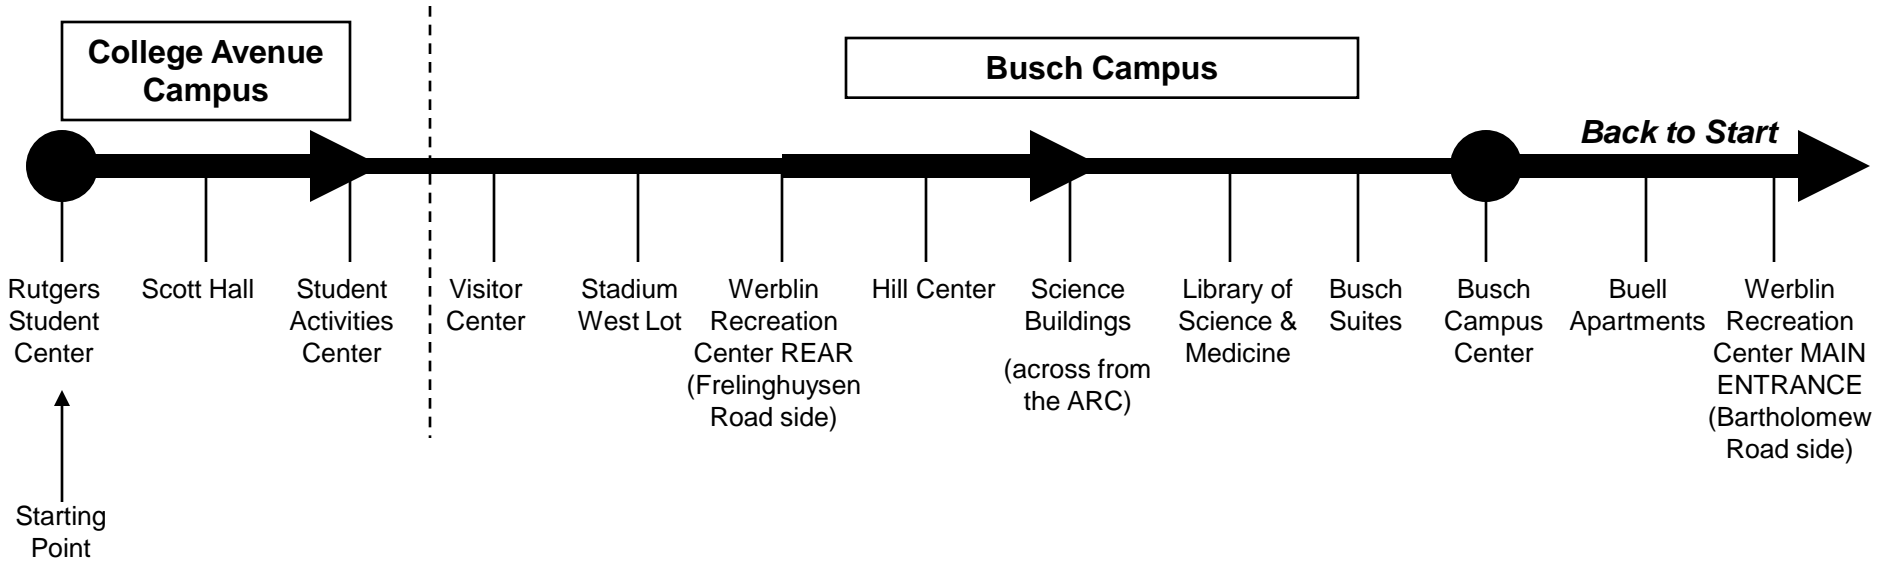 College Avenue
Campus
Busch Campus
Back to Start
Rutgers
Student
Center
Scott Hall
Student
Activities
Center
Visitor
Center
Stadium
West Lot
Werblin
Recreation
Center REAR
(Frelinghuysen
Road side)
Hill Center
Science
Buildings
(across from
the ARC)
Library of
Science &
Medicine
Busch
Suites
Busch
Campus
Center
Buell
Apartments
Werblin
Recreation
Center MAIN
ENTRANCE
(Bartholomew
Road side)
Starting
Point